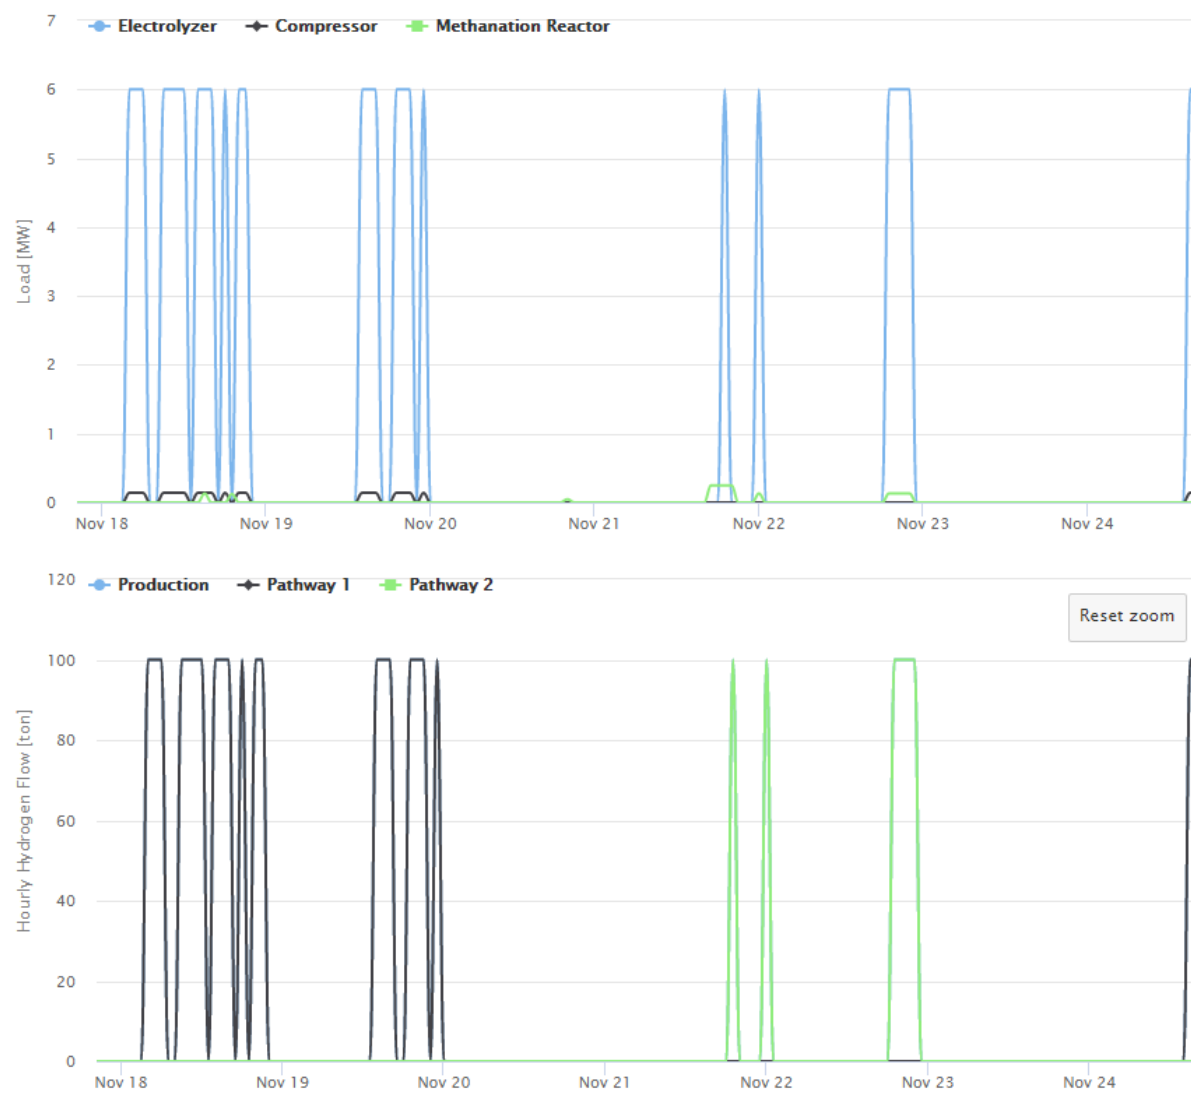 7
Electrolyzer Compressor Methanation Reactor
6
5
4
3
2
1
0
Load [MW]
Nov 18 Nov 19 Nov 20 Nov 21 Nov 22 Nov 23 Nov 24
120
Production Pathway 1 Pathway 2
Reset zoom
100
80
60
40
20
0
Hourly Hydrogen Flow [ton]
Nov 18 Nov 19 Nov 20 Nov 21 Nov 22 Nov 23 Nov 24